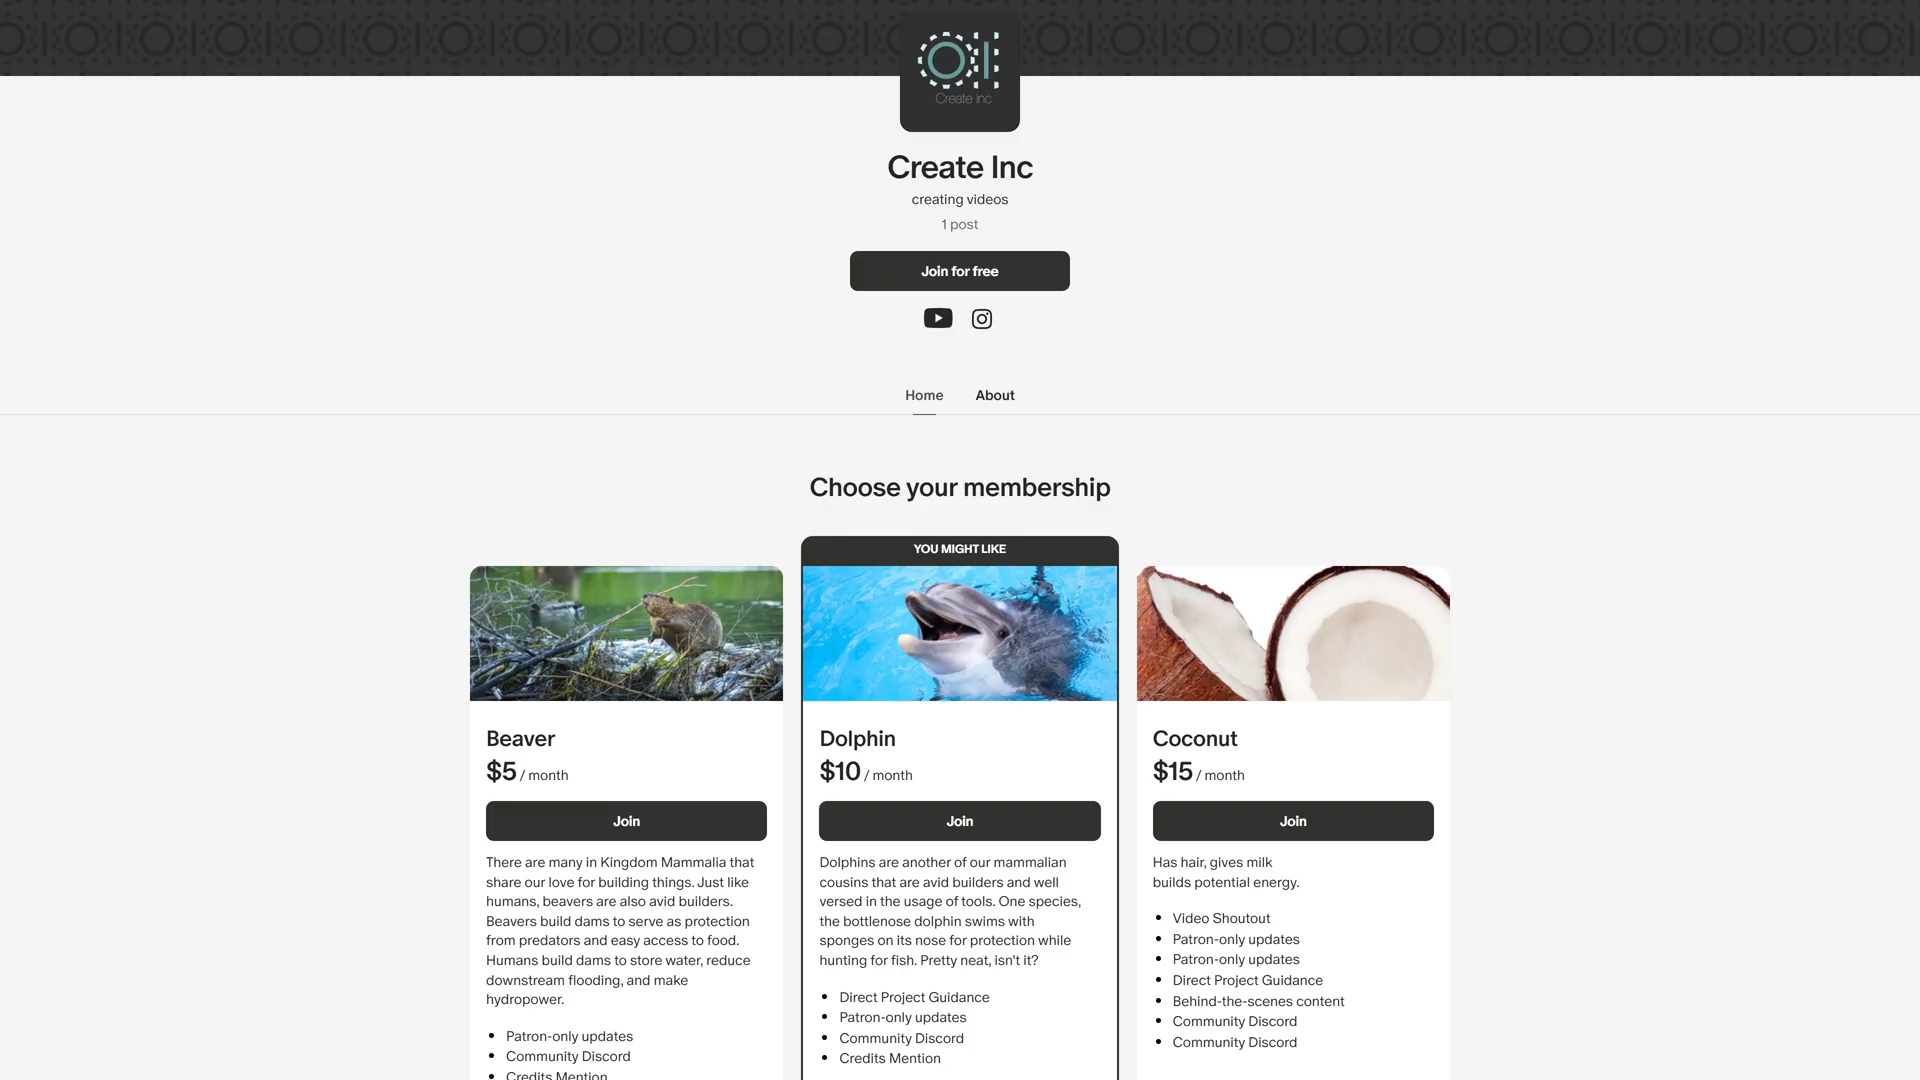 Create Inc
Create Inc
creating videos
1 post
Join for free
Home
About
Choose your membership
YOU MIGHT LIKE
Beaver
$5 / month
Join
There are many in Kingdom Mammalia that
share our love for building things. Just like
humans, beavers are also avid builders.
Beavers build dams to serve as protection
from predators and easy access to food.
Humans build dams to store water, reduce
downstream flooding, and make
hydropower.
Patron-only updates
Community Discord
Credits Mention
Dolphin
$10 / month
Join
Dolphins are another of our mammalian
cousins that are avid builders and well
versed in the usage of tools. One species,
the bottlenose dolphin swims with
sponges on its nose for protection while
hunting for fish. Pretty neat, isn't it?
Direct Project Guidance
Patron-only updates
Community Discord
Credits Mention
Coconut
$15 / month
Join
Has hair, gives milk
builds potential energy.
Video Shoutout
Patron-only updates
Patron-only updates
Direct Project Guidance
Behind-the-scenes content
Community Discord
Community Discord